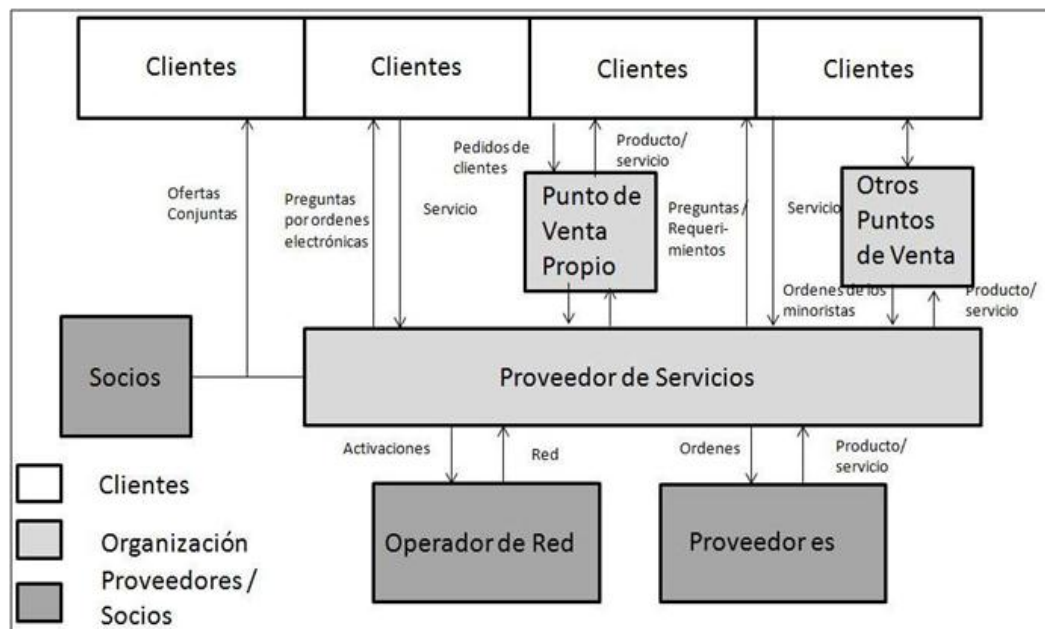 Clientes
Clientes
Clientes
Clientes
Ofertas
Conjuntas
Preguntas
por ordenes
electrónicas
Servicio
Pedidos de
clientes
Producto/
servicio
Punto de
Venta
Propio
Preguntas /
Requeri-
mientos
Servicio
Otros
Puntos
de Venta
Ordenes de los
minoristas
Producto/
servicio
Socios
Proveedor de Servicios
Activaciones
Red
Ordenes
Producto/
servicio
Operador de Red
Proveedor es
Clientes
Organización
Proveedores /
Socios